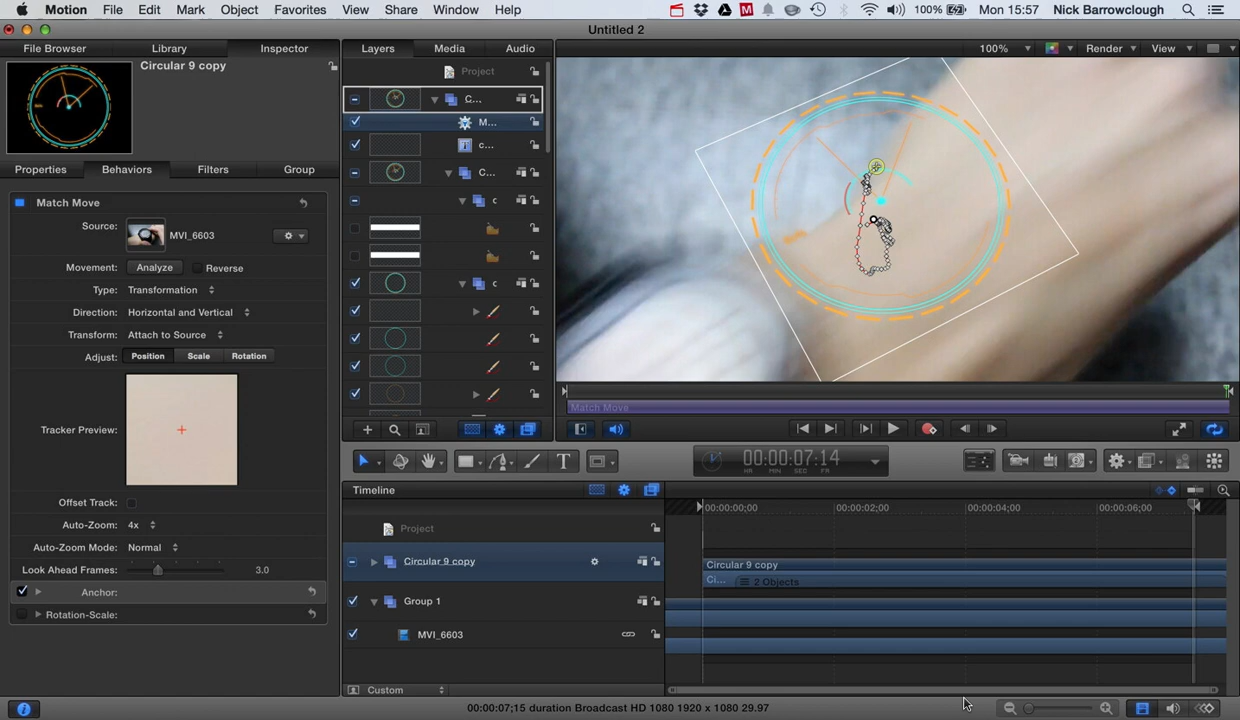 Motion File Edit Mark Object Favorites View Share Window Help 100% Mon 15:57 Nick Barrowclough
Untitled 2
File Browser Library Inspector Layers Media Audio 100% Render View
Circular 9 copy
Project
C...
M...
c...
C...
c
c
Properties Behaviors Filters Group
Match Move
Source: MVI_6603
Movement: Analyze Reverse
Type: Transformation
Direction: Horizontal and Vertical
Transform: Attach to Source
Adjust: Position Scale Rotation
Tracker Preview:
Offset Track:
Auto-Zoom: 4x
Auto-Zoom Mode: Normal
Look Ahead Frames: 3.0
Anchor:
Rotation-Scale:
Match Move
00:00:07;14
HR MIN SEC FR
Timeline
00:00:00;00 00:00:02;00 00:00:04;00 00:00:06;00
Project
Circular 9 copy
Circular 9 copy
Ci... 2 Objects
Group 1
MVI_6603
Custom
00:00:07;15 duration Broadcast HD 1080 1920 x 1080 29.97